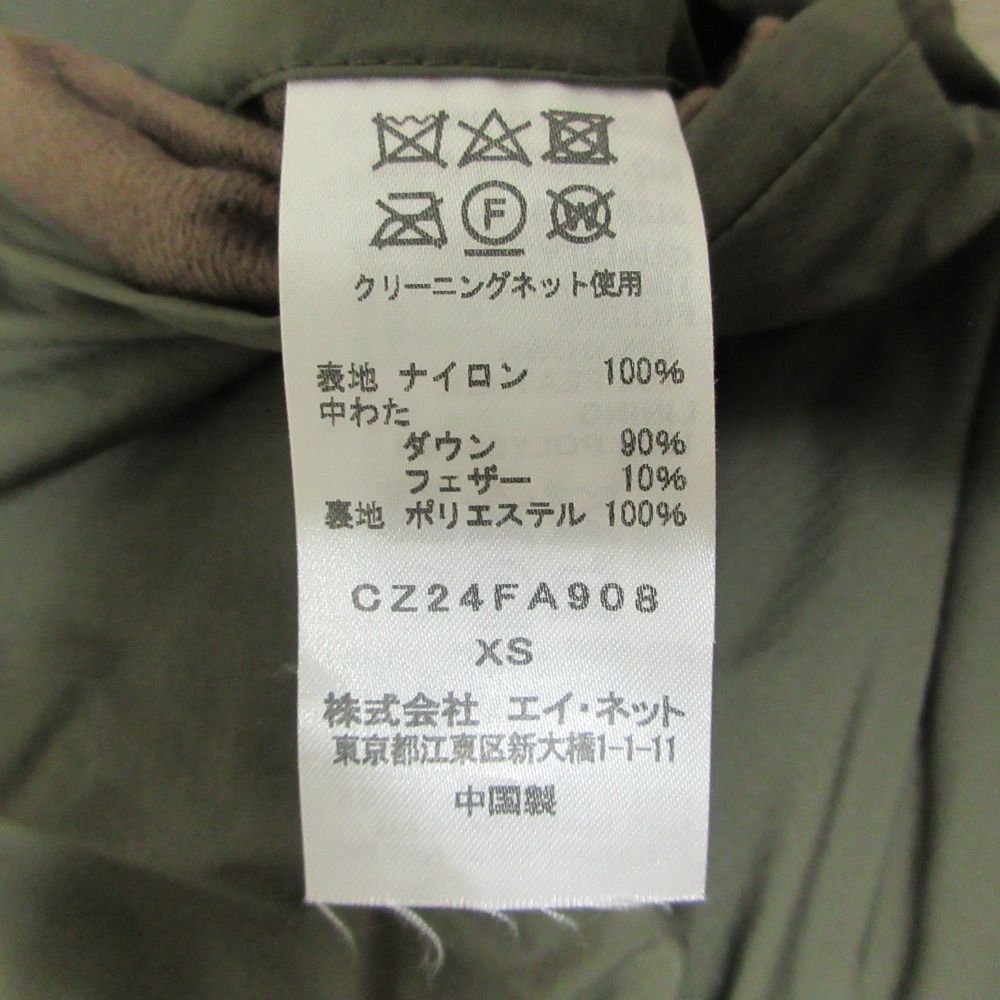 F W
クリーニングネット使用
表地 ナイロン 100%
中わた
ダウン 90%
フェザー 10%
裏地 ポリエステル 100%
CZ24FA908
XS
株式会社 エイ・ネット
東京都江東区新大橋1-1-11
中国製